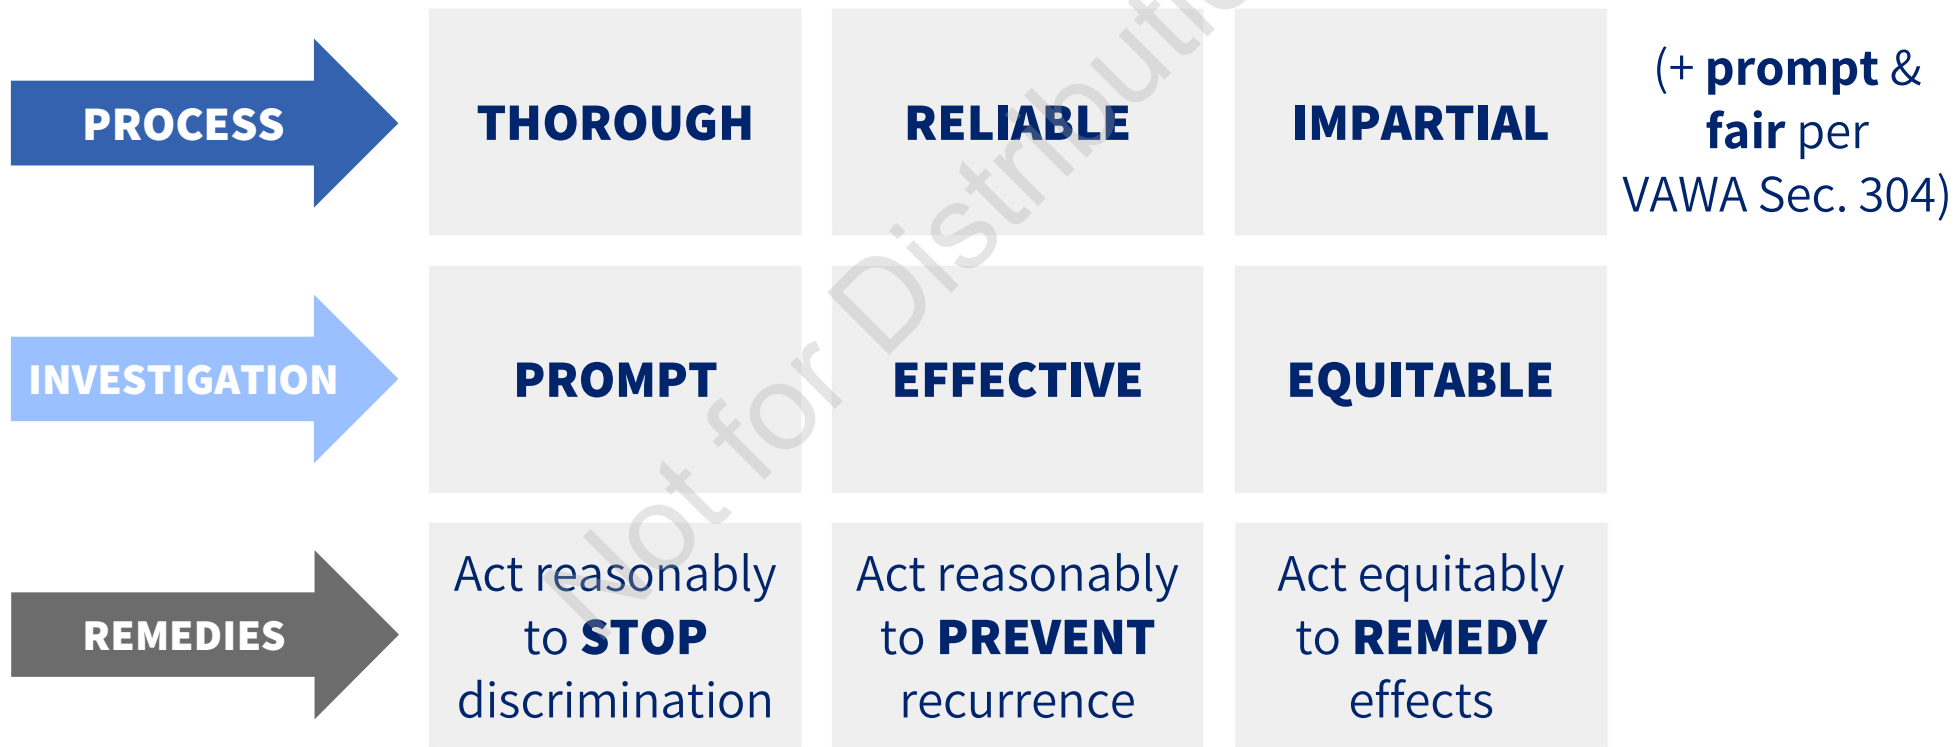 PROCESS
THOROUGH
RELIABLE
IMPARTIAL
(+ prompt &
fair per
VAWA Sec. 304)
INVESTIGATION
PROMPT
EFFECTIVE
EQUITABLE
REMEDIES
Act reasonably
to STOP
discrimination
Act reasonably
to PREVENT
recurrence
Act equitably
to REMEDY
effects
Not for Distributio